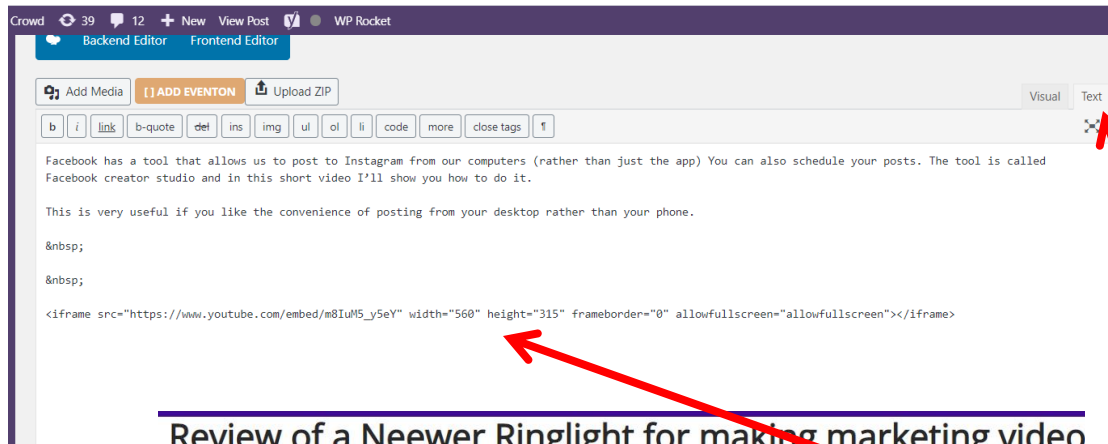 Crowd 39 12 + New View Post WP Rocket
Backend Editor Frontend Editor
Add Media [ ] ADD EVENTON Upload ZIP
Visual Text
b i link b-quote del ins img ul ol li code more close tags ¶
Facebook has a tool that allows us to post to Instagram from our computers (rather than just the app) You can also schedule your posts. The tool is called
Facebook creator studio and in this short video I’ll show you how to do it.
This is very useful if you like the convenience of posting from your desktop rather than your phone.
&nbsp;
&nbsp;
<iframe src="https://www.youtube.com/embed/m8IuM5_y5eY" width="560" height="315" frameborder="0" allowfullscreen="allowfullscreen"></iframe>
Review of a Neewer Ringlight for making marketing video